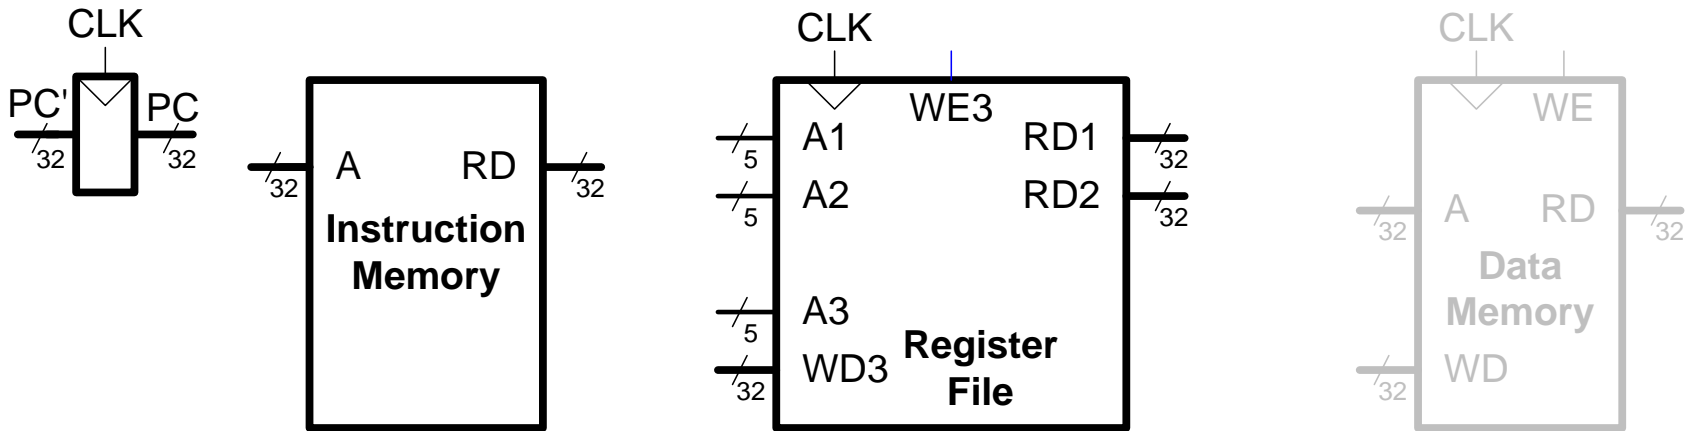 CLK
PC' PC
32 32
A RD
32 32
Instruction
Memory
CLK
WE3
A1 RD1
5 32
A2 RD2
5 32
A3
5
WD3
32
Register
File
CLK
WE
A RD
32 32
Data
Memory
WD
32